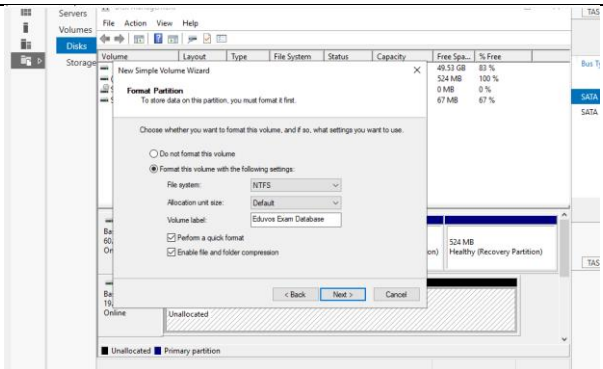 Servers
Volumes
Disks
Storage
File Action View Help
Volume Layout Type File System Status Capacity Free Spa... % Free
49.53 GB 83 %
524 MB 100 %
0 MB 0 %
67 MB 67 %
New Simple Volume Wizard
Format Partition
To store data on this partition, you must format it first.
Choose whether you want to format this volume, and if so, what settings you want to use.
Do not format this volume
Format this volume with the following settings:
File system: NTFS
Allocation unit size: Default
Volume label: Eduvos Exam Database
Perform a quick format
Enable file and folder compression
< Back Next > Cancel
Ba
60.
On
on)
524 MB
Healthy (Recovery Partition)
Ba
19.
Online
Unallocated
Unallocated Primary partition
TAS
Bus Ty
SATA
SATA
TAS